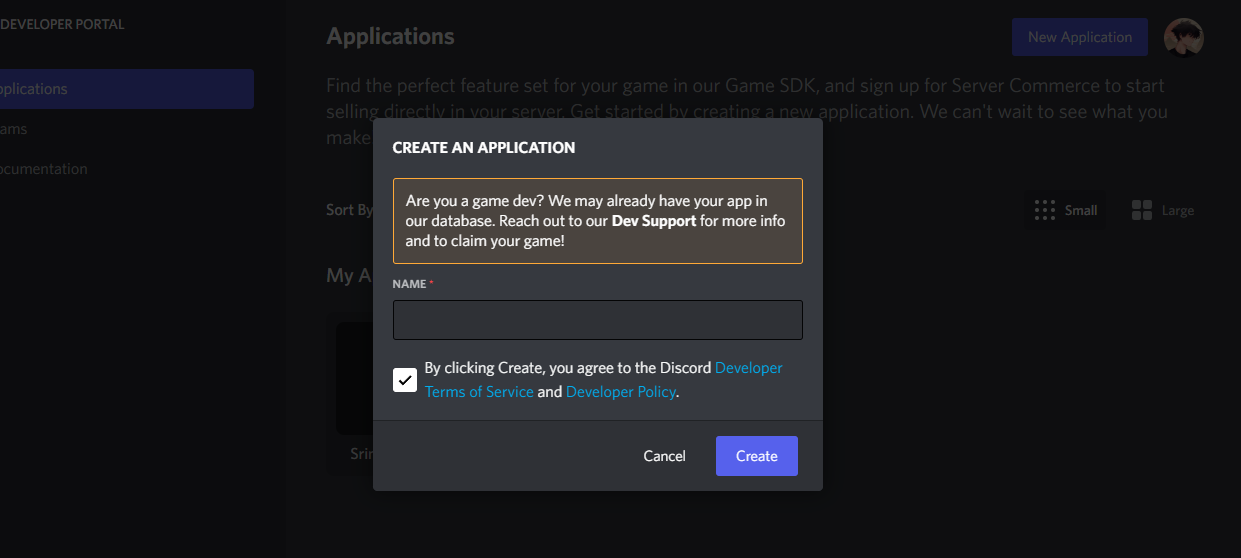 DEVELOPER PORTAL
Applications
New Application
plications
Find the perfect feature set for your game in our Game SDK, and sign up for Server Commerce to start
selling directly in your server. Get started by creating a new application. We can't wait to see what you
make
ams
ocumentation
CREATE AN APPLICATION
Are you a game dev? We may already have your app in
our database. Reach out to our Dev Support for more info
and to claim your game!
Sort By
Small
Large
My A
NAME *
By clicking Create, you agree to the Discord Developer
Terms of Service and Developer Policy.
Srin
Cancel
Create